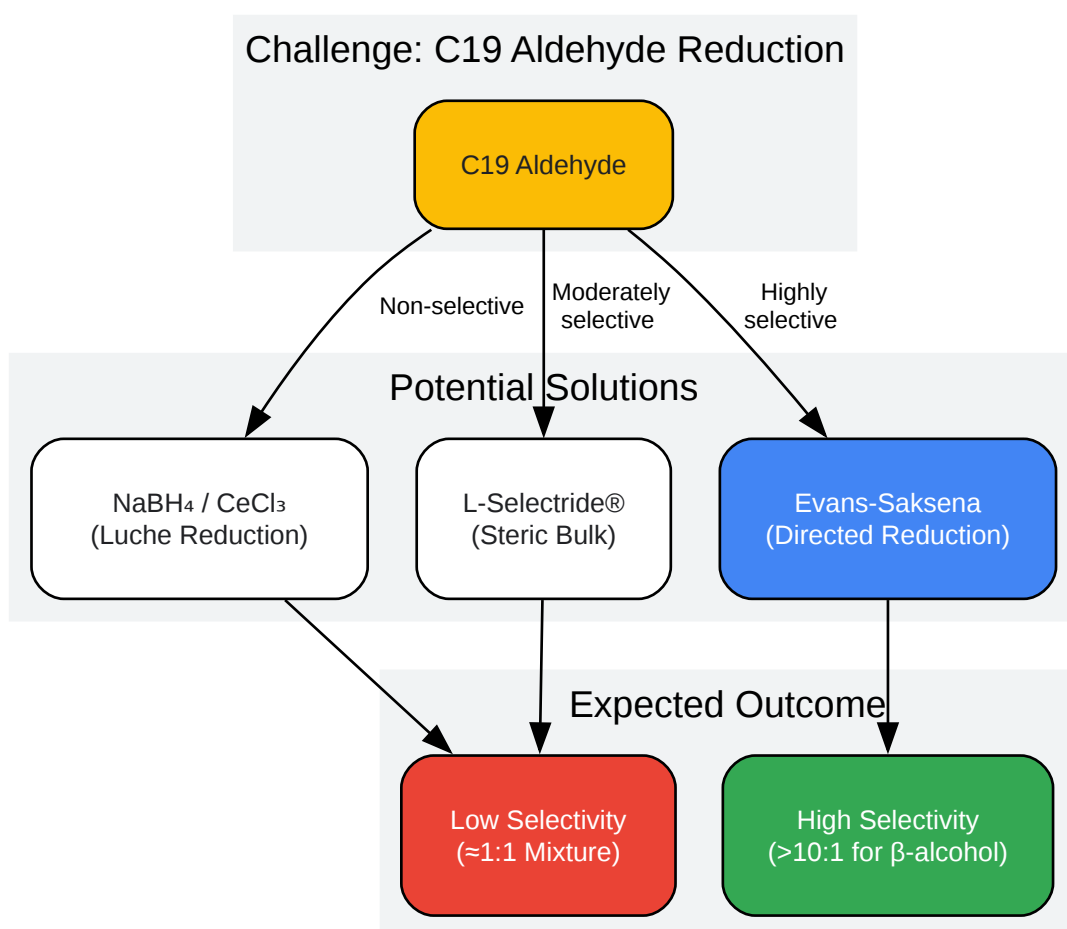 Challenge: C19 Aldehyde Reduction
C19 Aldehyde
Non-selective
Moderately
selective
Highly
selective
Potential Solutions
NaBH₄ / CeCl₃
(Luche Reduction)
L-Selectride®
(Steric Bulk)
Evans-Saksena
(Directed Reduction)
Expected Outcome
Low Selectivity
(≈1:1 Mixture)
High Selectivity
(>10:1 for β-alcohol)